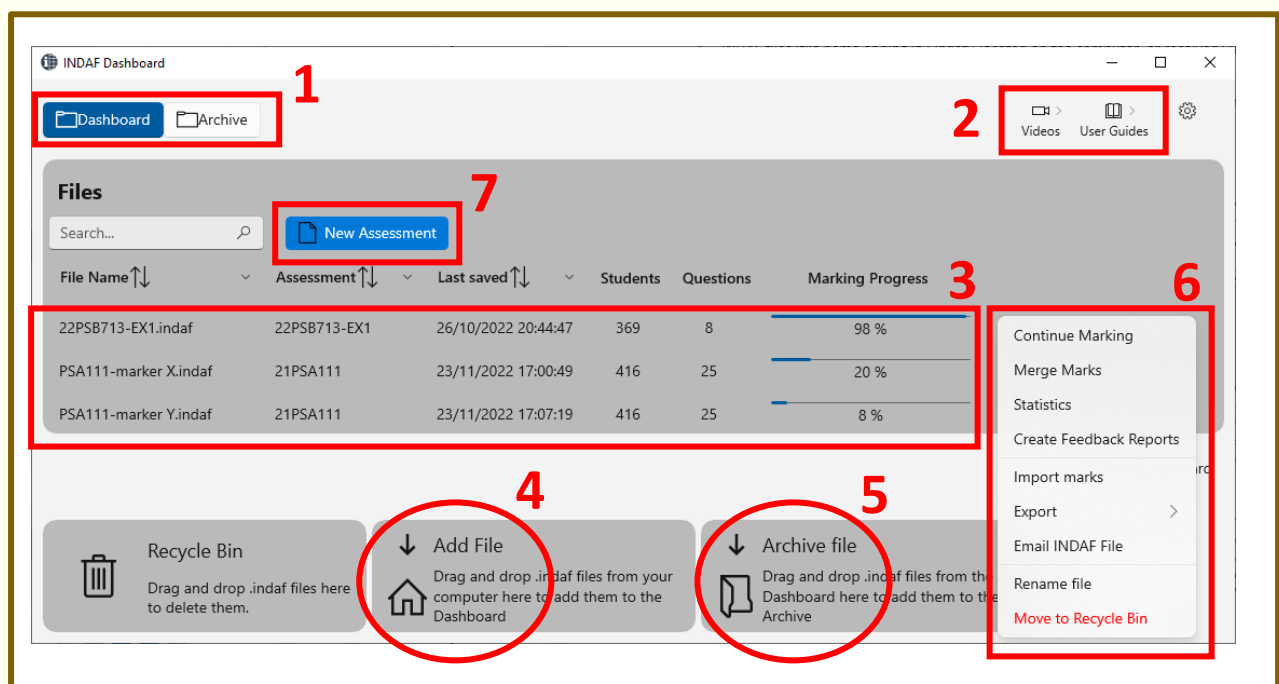 INDAF Dashboard
1
Dashboard
Archive
2
Videos
User Guides
Files
7
Search...
New Assessment
File Name
Assessment
Last saved
Students
Questions
Marking Progress
3
6
22PSB713-EX1.indaf 22PSB713-EX1 26/10/2022 20:44:47 369 8 98 %
PSA111-marker X.indaf 21PSA111 23/11/2022 17:00:49 416 25 20 %
PSA111-marker Y.indaf 21PSA111 23/11/2022 17:07:19 416 25 8 %
Continue Marking
Merge Marks
Statistics
Create Feedback Reports
Import marks
Export
Email INDAF File
Rename file
Move to Recycle Bin
4
5
Recycle Bin
Drag and drop .indaf files here
to delete them.
Add File
Drag and drop .indaf files from your
computer here to add them to the
Dashboard
Archive file
Drag and drop .indaf files from the
Dashboard here to add them to the
Archive